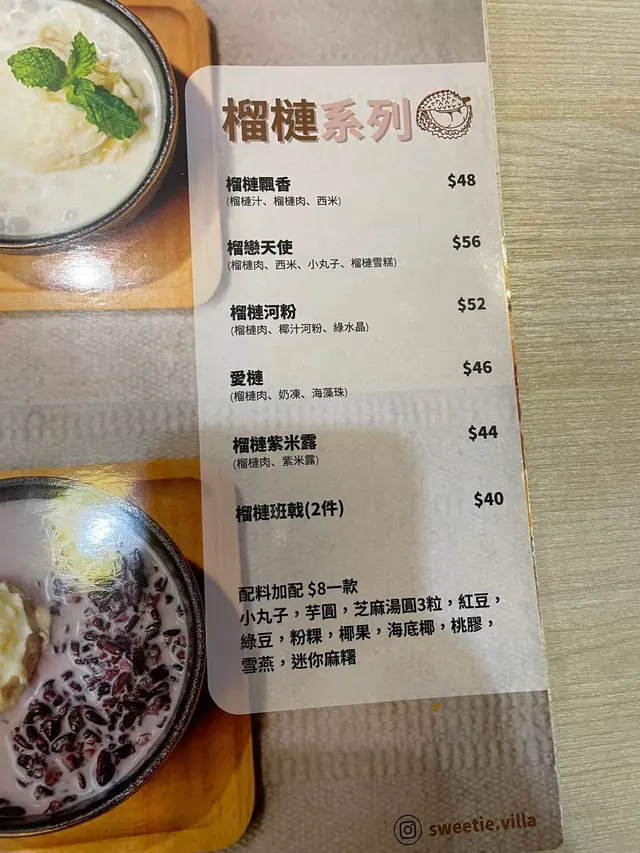 榴槤系列
榴槤飄香 $48
(榴槤汁、榴槤肉、西米)
榴戀天使 $56
(榴槤肉、西米、小丸子、榴槤雪糕)
榴槤河粉 $52
(榴槤肉、椰汁河粉、綠水晶)
愛槤 $46
(榴槤肉、奶凍、海藻珠)
榴槤紫米露 $44
(榴槤肉、紫米露)
榴槤班戟(2件) $40
配料加配 $8一款
小丸子，芋圓，芝麻湯圓3粒，紅豆，
綠豆，粉粿，椰果，海底椰，桃膠，
雪燕，迷你麻糬
sweetie.villa